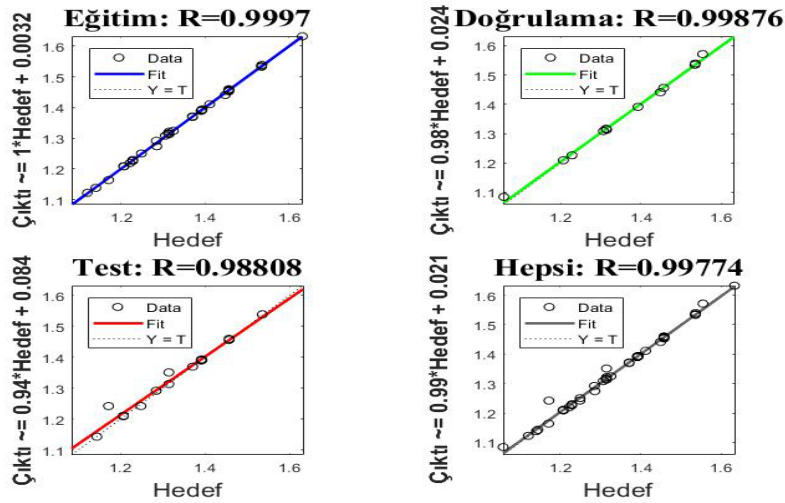 Eğitim: R=0.9997
Çıktı ~= 1*Hedef + 0.0032
1.6
1.5
1.4
1.3
1.2
1.1
Data
Fit
Y = T
1.2
1.4
1.6
Hedef
Doğrulama: R=0.99876
Çıktı ~= 0.98*Hedef + 0.024
1.6
1.5
1.4
1.3
1.2
1.1
Data
Fit
Y = T
1.2
1.4
1.6
Hedef
Test: R=0.98808
Çıktı ~= 0.94*Hedef + 0.084
1.6
1.5
1.4
1.3
1.2
1.1
Data
Fit
Y = T
1.2
1.4
1.6
Hedef
Hepsi: R=0.99774
Çıktı ~= 0.99*Hedef + 0.021
1.6
1.5
1.4
1.3
1.2
1.1
Data
Fit
Y = T
1.2
1.4
1.6
Hedef